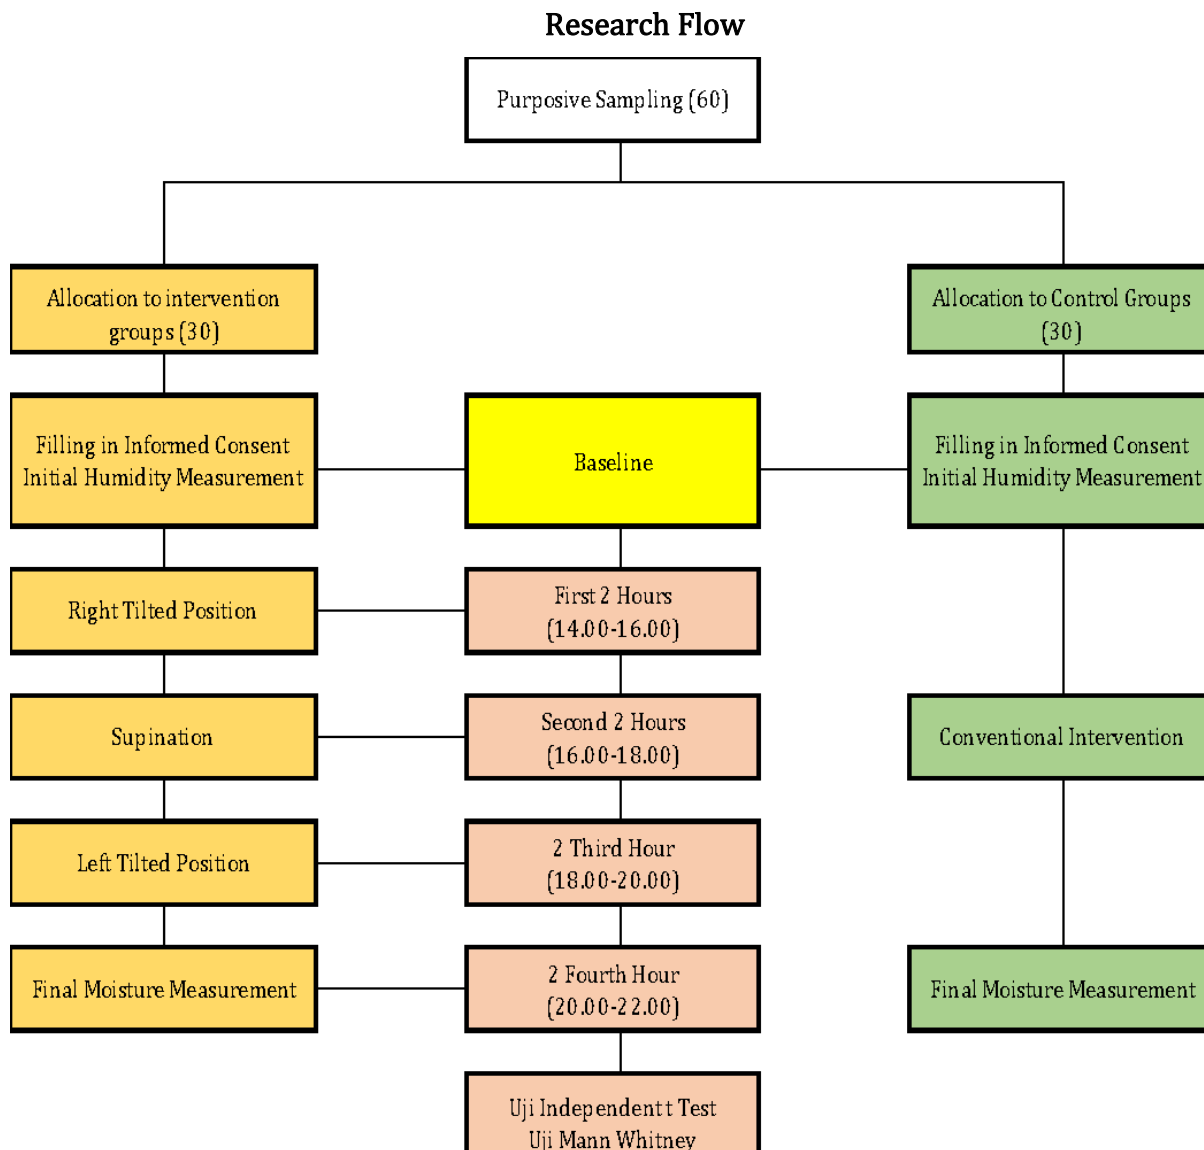 Research Flow
Purposive Sampling (60)
Allocation to intervention
groups (30)
Allocation to Control Groups
(30)
Filling in Informed Consent
Initial Humidity Measurement
Baseline
Filling in Informed Consent
Initial Humidity Measurement
Right Tilted Position
First 2 Hours
(14.00-16.00)
Supination
Second 2 Hours
(16.00-18.00)
Conventional Intervention
Left Tilted Position
2 Third Hour
(18.00-20.00)
Final Moisture Measurement
2 Fourth Hour
(20.00-22.00)
Final Moisture Measurement
Uji Independent t Test
Uji Mann Whitney